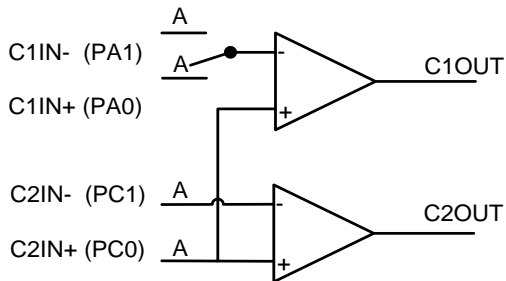 A
C1IN- (PA1)
A
-
C1IN+ (PA0)
+
C1OUT
C2IN- (PC1)
A
-
C2IN+ (PC0)
A
+
C2OUT